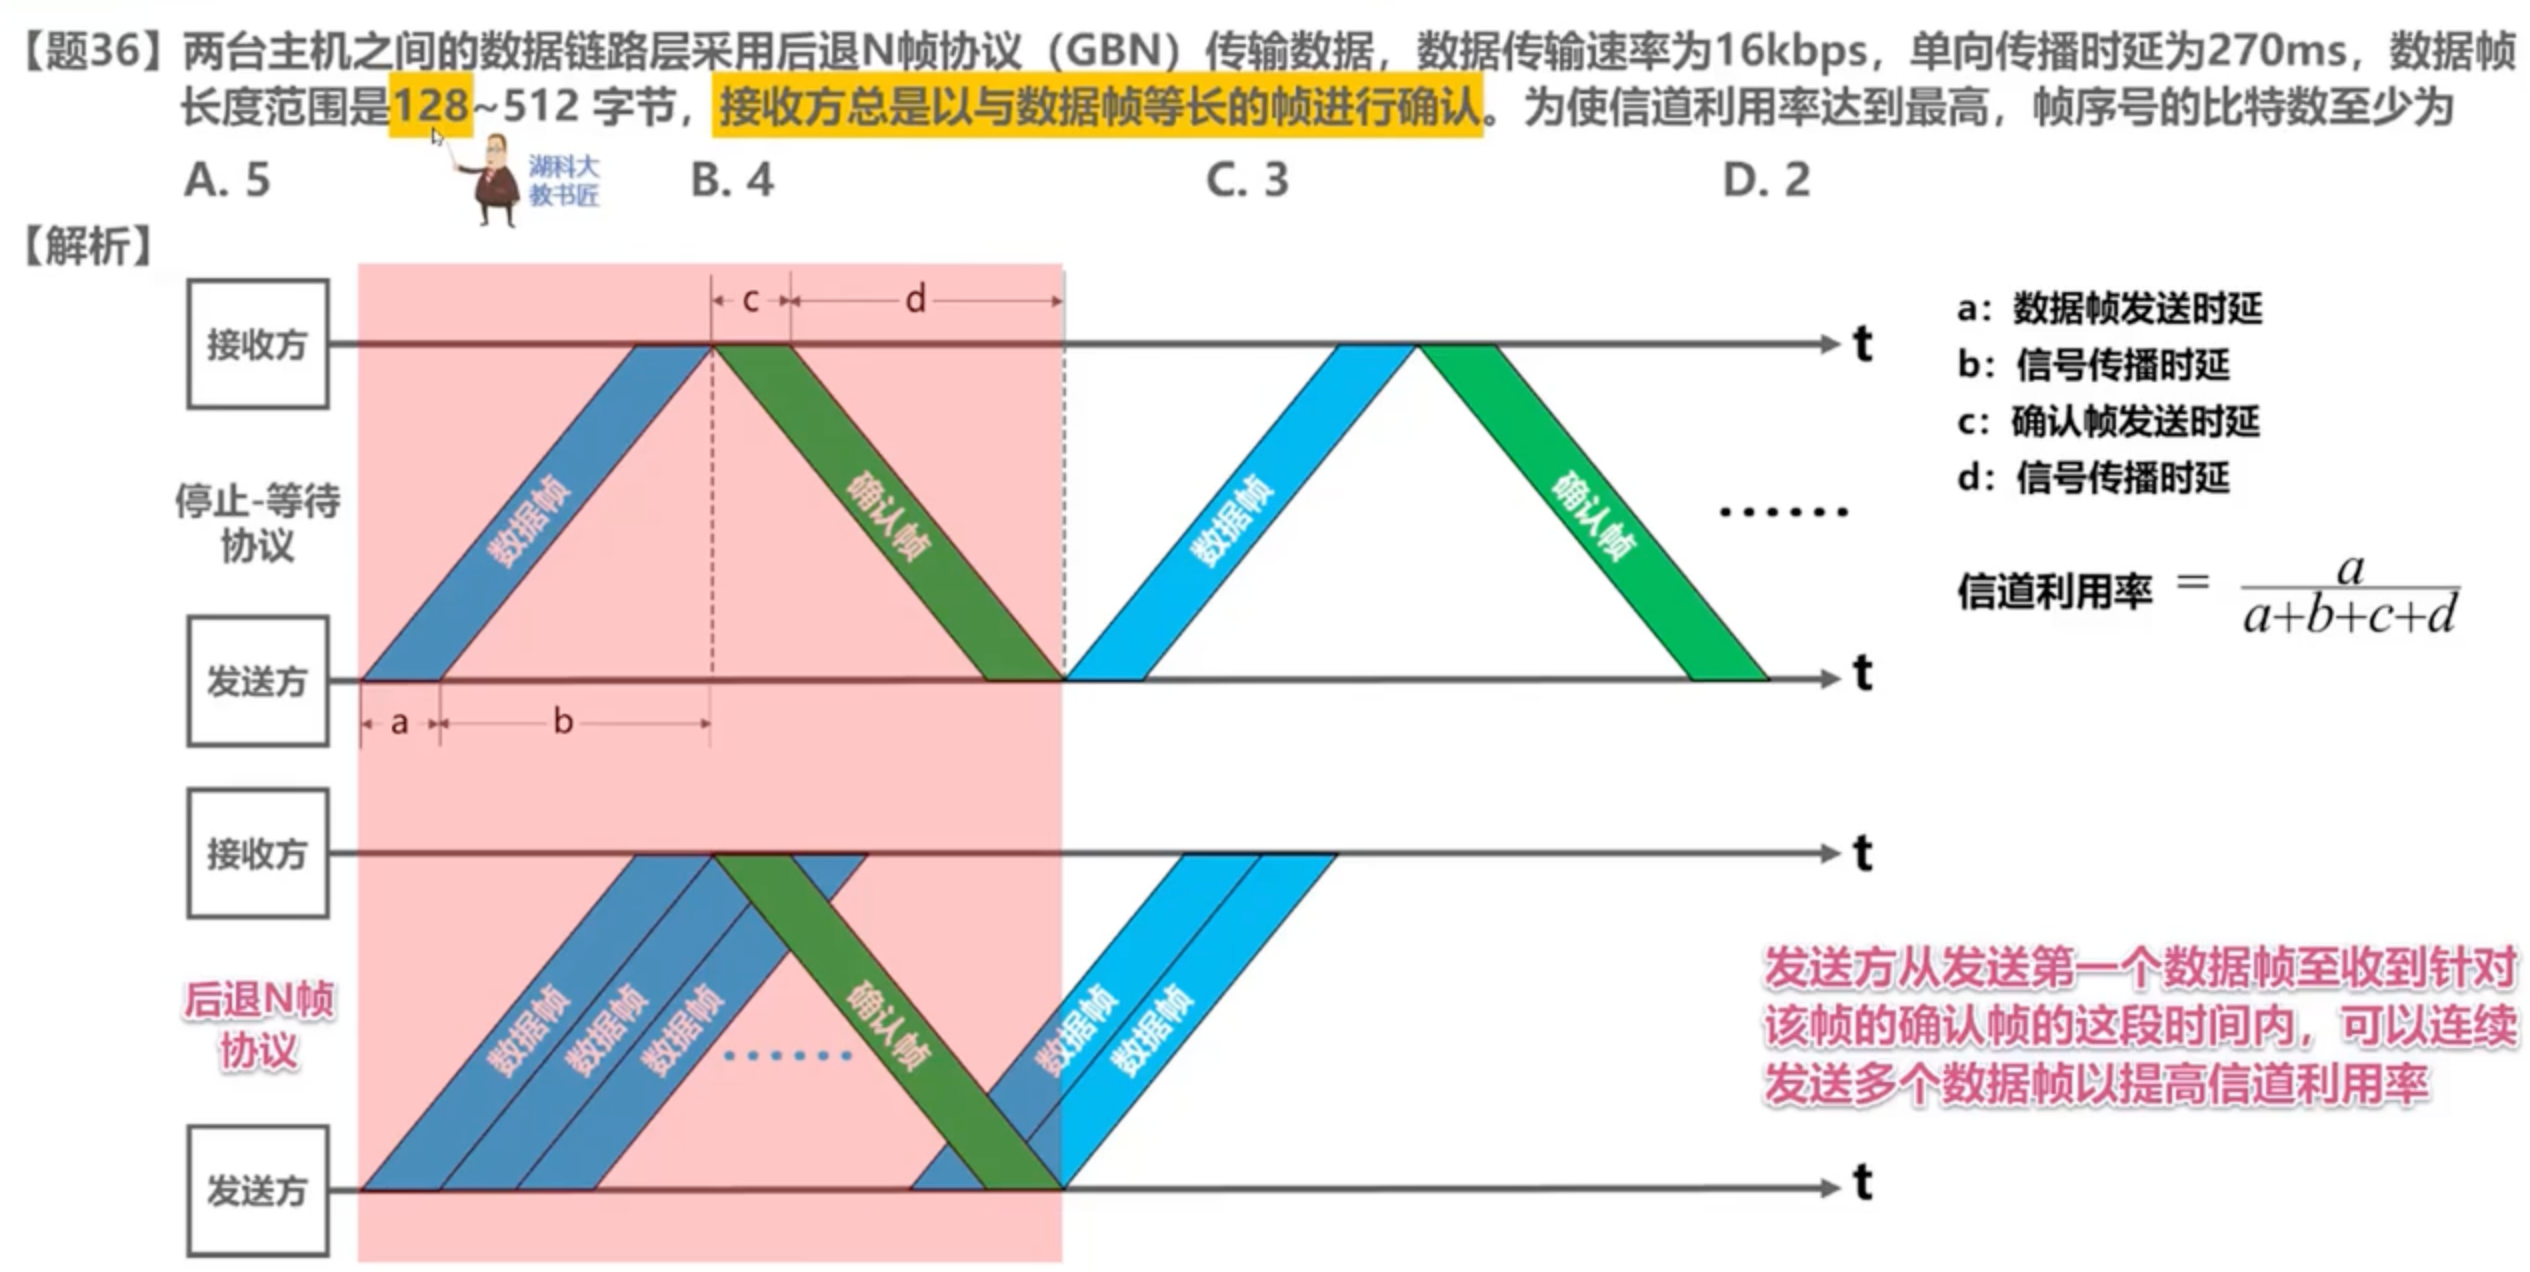 【题36】两台主机之间的数据链路层采用后退N帧协议（GBN）传输数据，数据传输速率为16kbps，单向传播时延为270ms，数据帧
长度范围是128~512 字节，接收方总是以与数据帧等长的帧进行确认。为使信道利用率达到最高，帧序号的比特数至少为
A. 5 B. 4 C. 3 D. 2
湖科大
教书匠
【解析】
接收方
c
d
t
停止-等待
协议
数据帧
确认帧
数据帧
确认帧
······
发送方
t
a
b
a：数据帧发送时延
b：信号传播时延
c：确认帧发送时延
d：信号传播时延
信道利用率 = a/(a+b+c+d)
接收方
t
后退N帧
协议
数据帧
数据帧
数据帧
······
确认帧
数据帧
数据帧
发送方
t
发送方从发送第一个数据帧至收到针对
该帧的确认帧的这段时间内，可以连续
发送多个数据帧以提高信道利用率